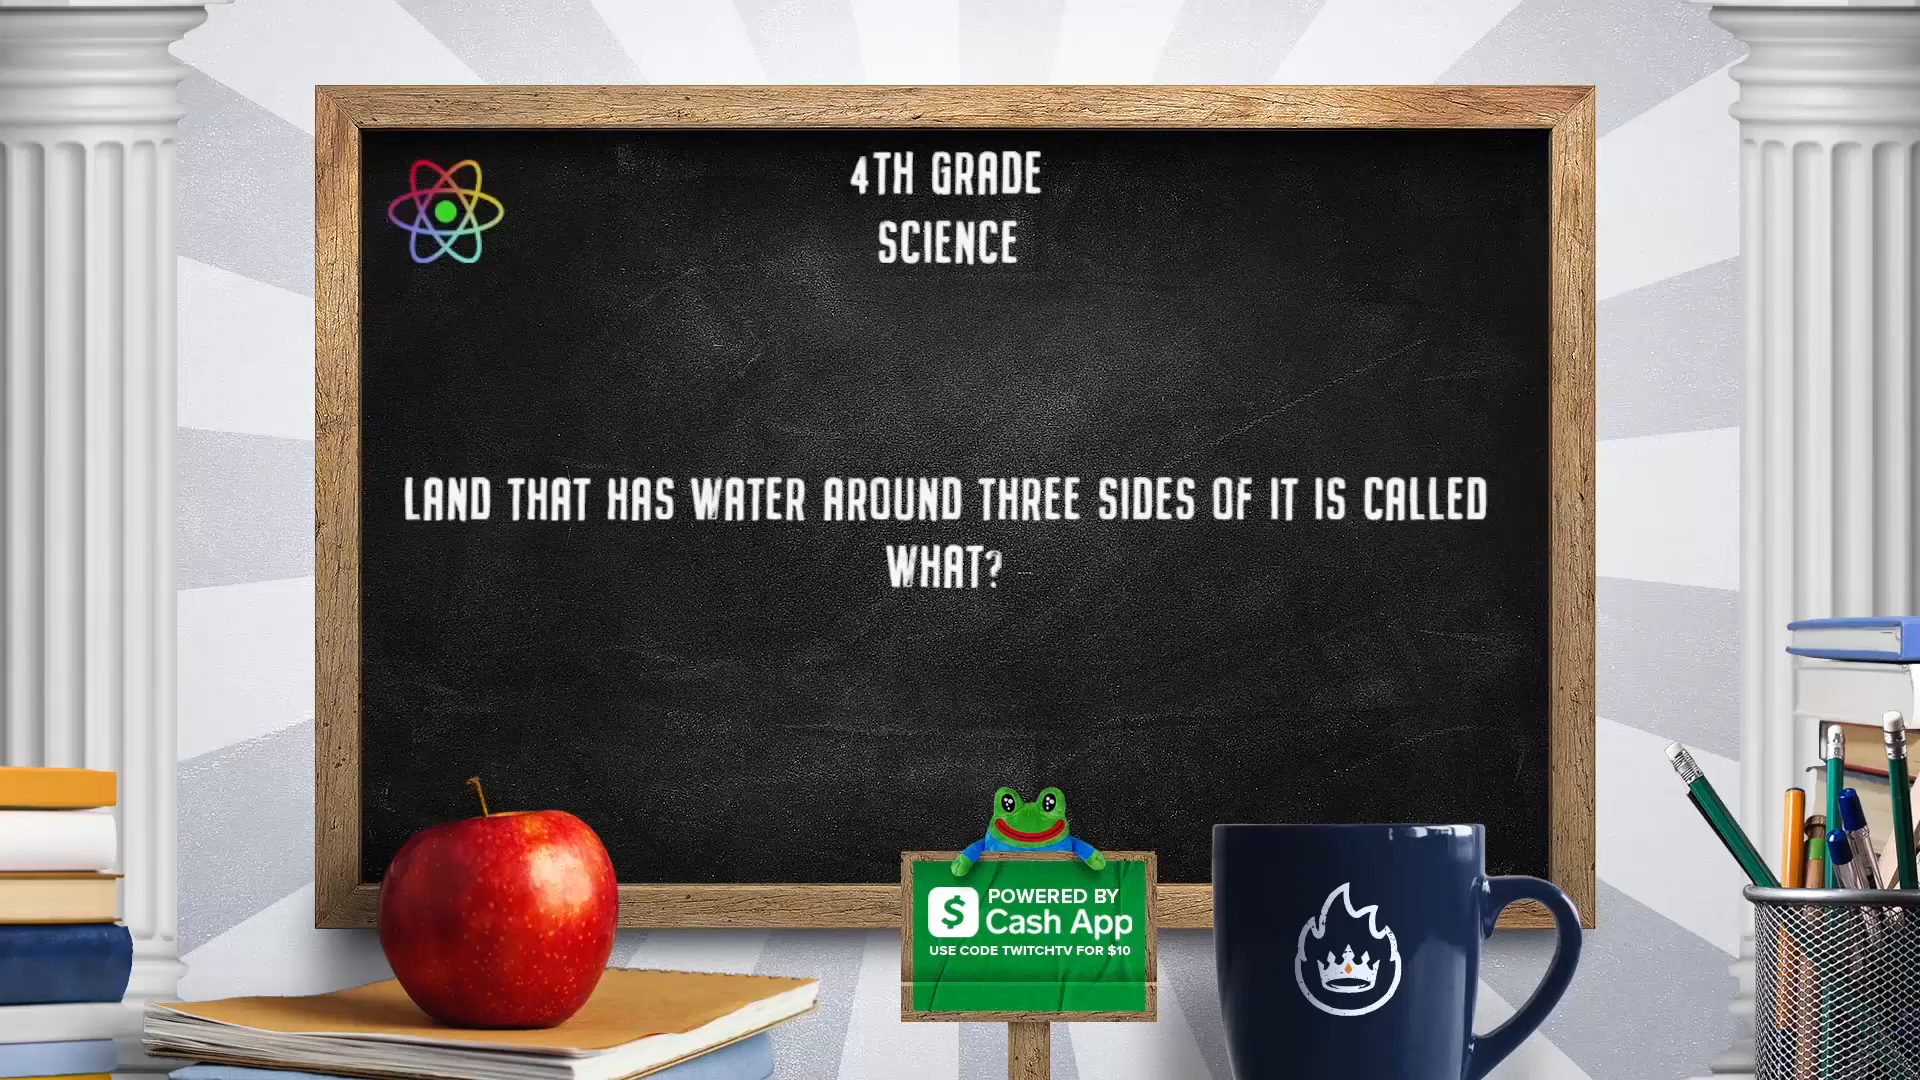 4TH GRADE
SCIENCE
LAND THAT HAS WATER AROUND THREE SIDES OF IT IS CALLED
WHAT?
$
POWERED BY
Cash App
USE CODE TWITCHTV FOR $10